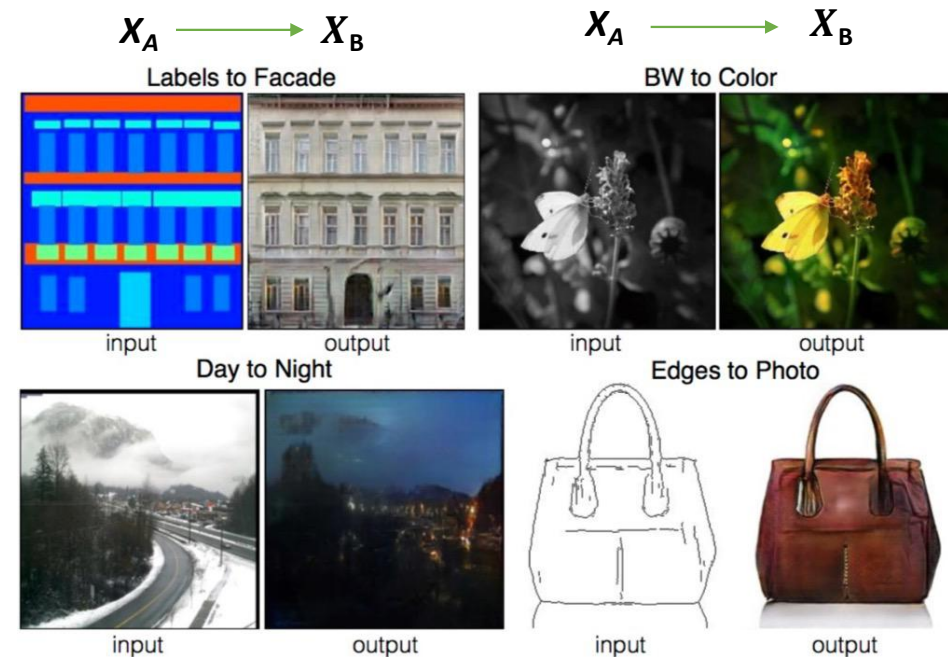 X_A → X_B
X_A → X_B
Labels to Facade
BW to Color
input
output
input
output
Day to Night
Edges to Photo
input
output
input
output